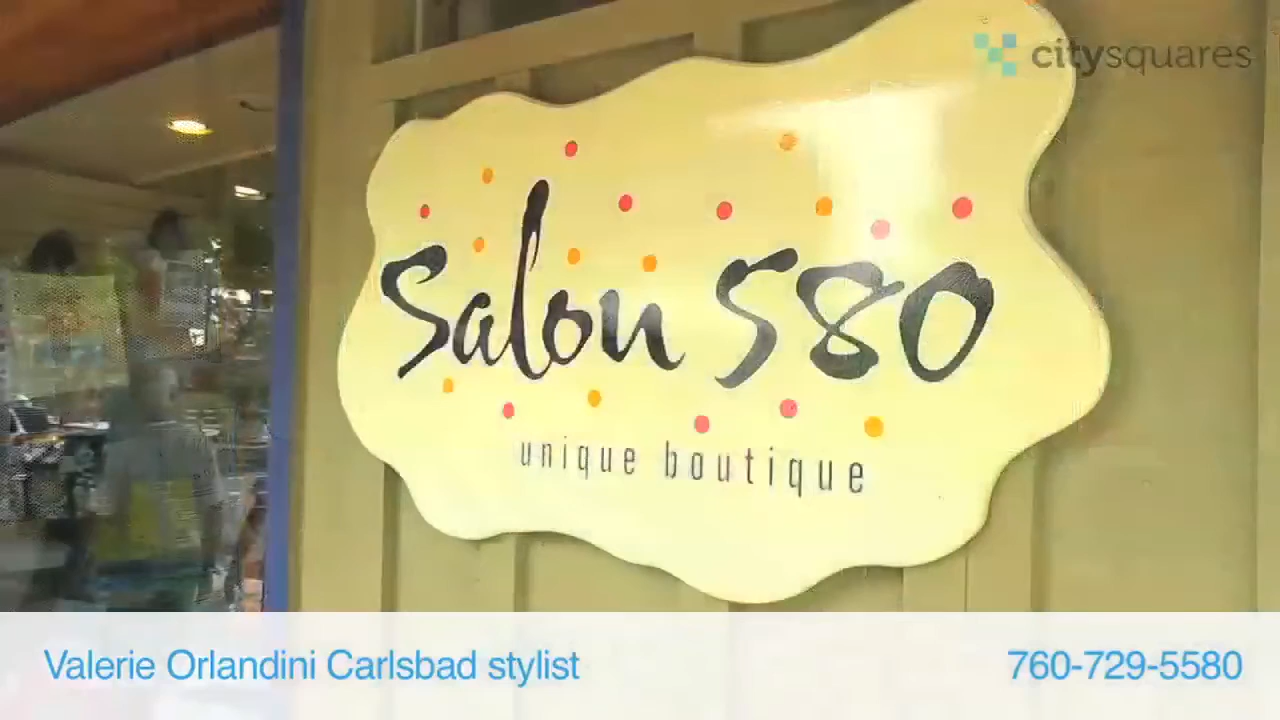 citysquares
Salon 580
unique boutique
Valerie Orlandini Carlsbad stylist
760-729-5580